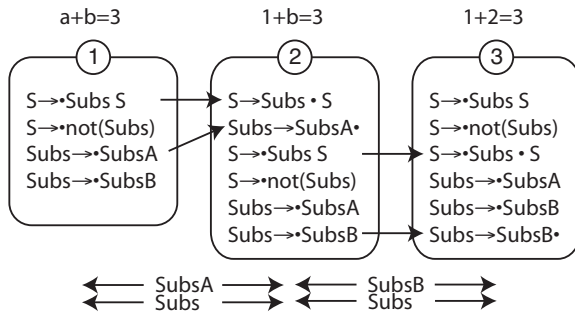 a+b=3 1+b=3 1+2=3
1 2 3
S→•Subs S
S→•not(Subs)
Subs→•SubsA
Subs→•SubsB
S→Subs • S
Subs→SubsA•
S→•Subs S
S→•not(Subs)
Subs→•SubsA
Subs→•SubsB
S→•Subs S
S→•not(Subs)
S→•Subs • S
Subs→•SubsA
Subs→•SubsB
Subs→SubsB•
SubsA SubsB
Subs Subs